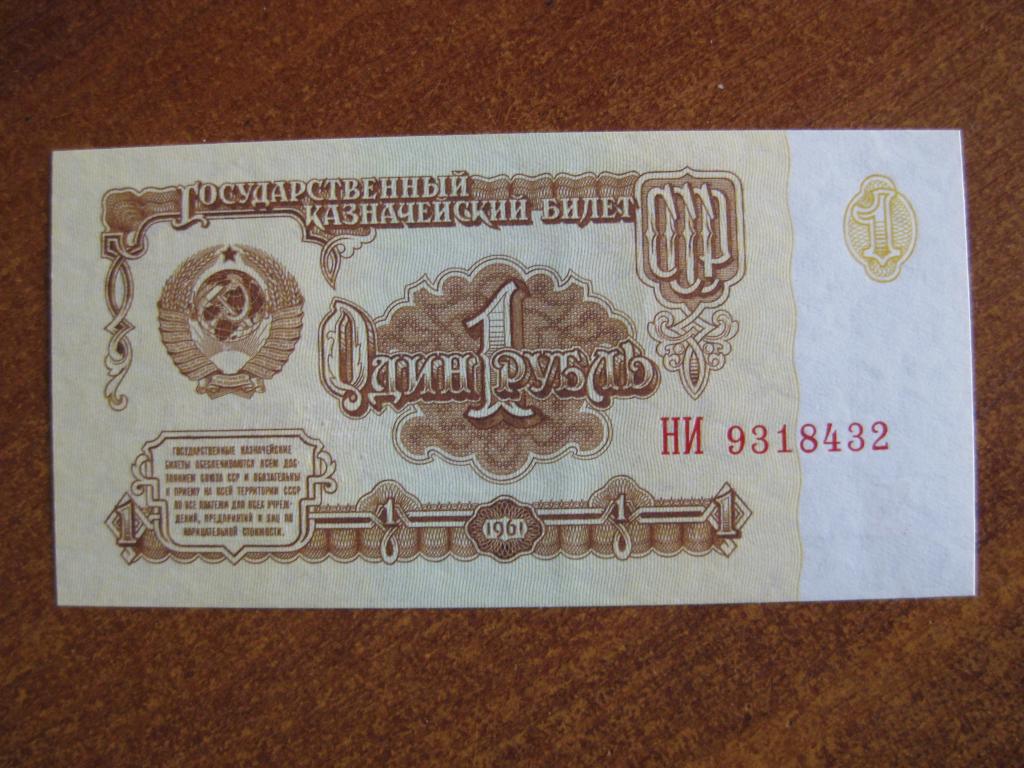 Государственный
казначейский билет
СССР
1
Один 1 рубль
НИ 9318432
Государственные казначейские
билеты обеспечиваются всем дос-
тоянием Союза ССР и обязательны
к приему на всей территории СССР
во все платежи для всех учреж-
дений, предприятий и лиц по
нарицательной стоимости.
1 1 1961 1 1